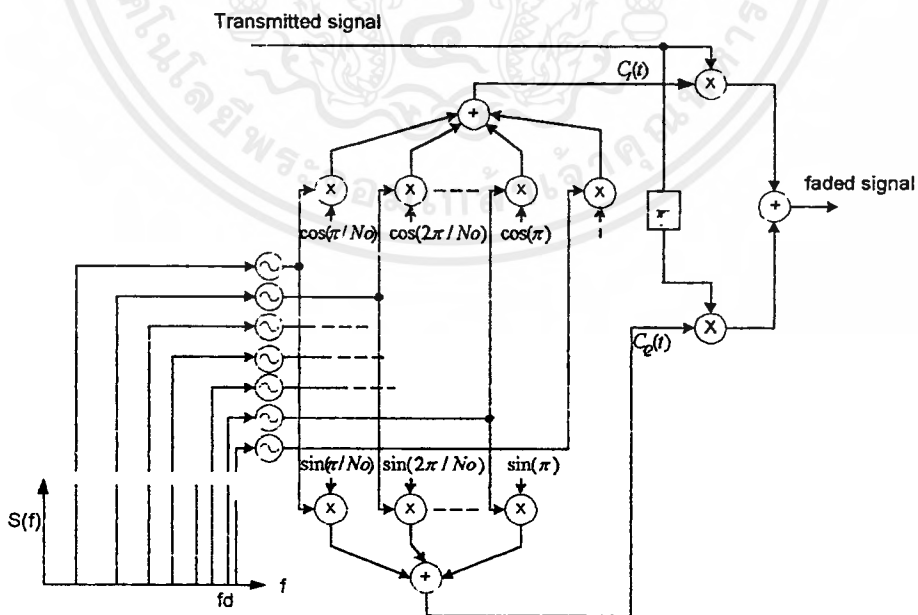 Transmitted signal
C_I(t)
faded signal
π
cos(π/No) cos(2π/No) cos(π)
C_Q(t)
sin(π/No) sin(2π/No) sin(π)
S(f)
f
fd